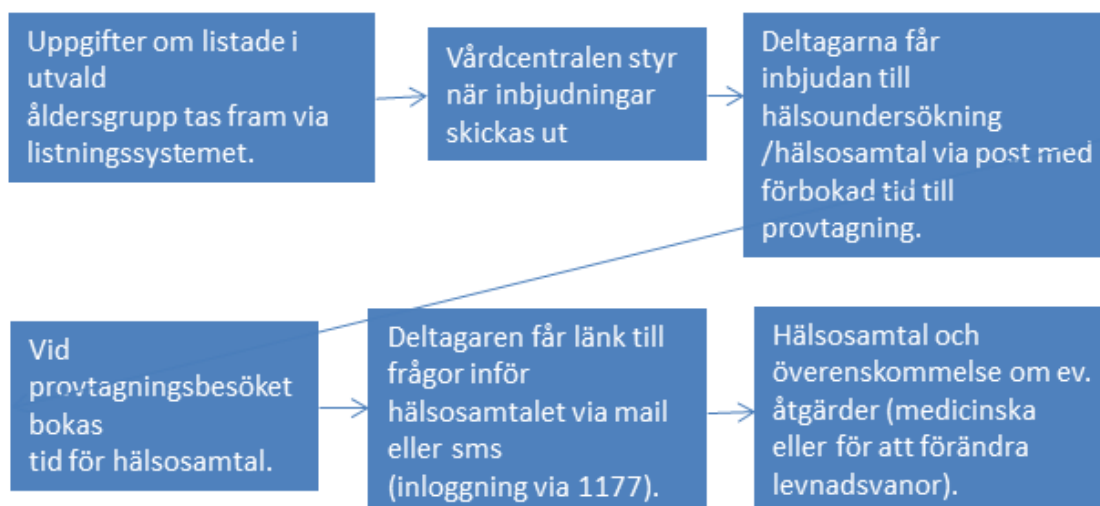 Uppgifter om listade i
utvald
åldersgrupp tas fram via
listningssystemet.
Vårdcentralen styr
när inbjudningar
skickas ut
Deltagarna får
inbjudan till
hälsoundersökning
/hälsosamtal via post med
förbokad tid till
provtagning.
Vid
provtagningsbesöket
bokas
tid för hälsosamtal.
Deltagaren får länk till
frågor inför
hälsosamtalet via mail
eller sms
(inloggning via 1177).
Hälsosamtal och
överenskommelse om ev.
åtgärder (medicinska
eller för att förändra
levnadsvanor).